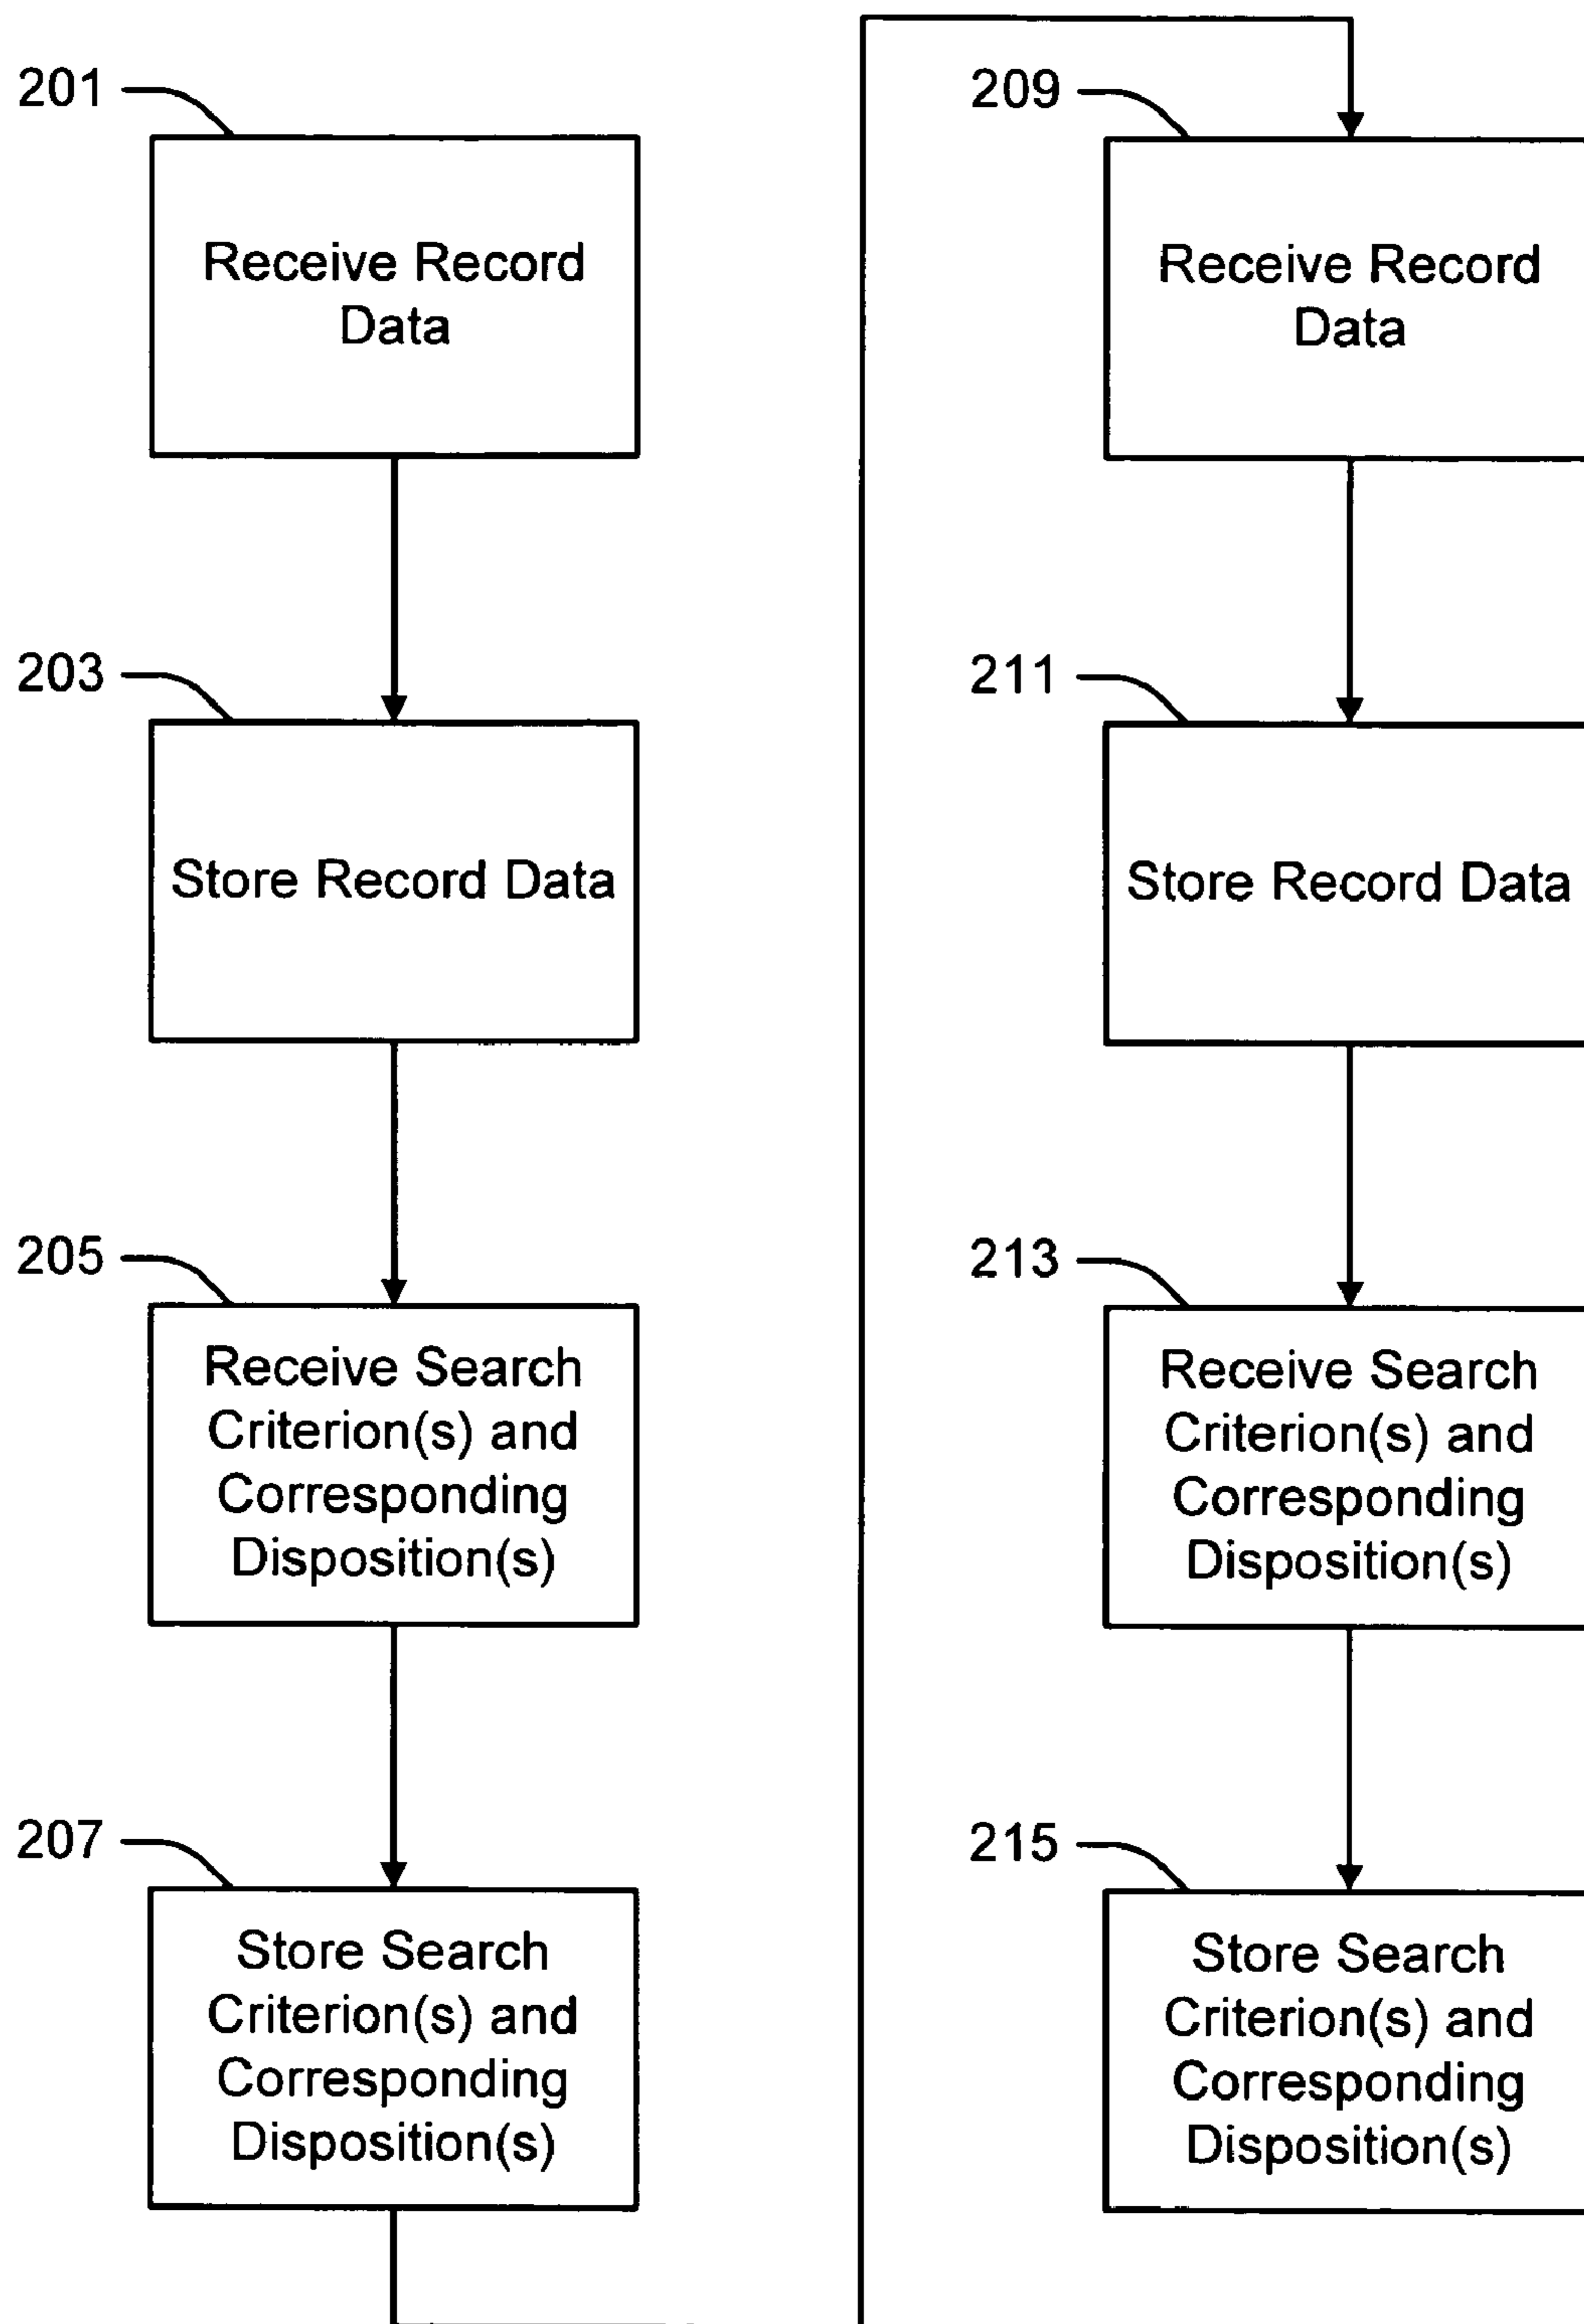 201
Receive Record
Data
203
Store Record Data
205
Receive Search
Criterion(s) and
Corresponding
Disposition(s)
207
Store Search
Criterion(s) and
Corresponding
Disposition(s)
209
Receive Record
Data
211
Store Record Data
213
Receive Search
Criterion(s) and
Corresponding
Disposition(s)
215
Store Search
Criterion(s) and
Corresponding
Disposition(s)